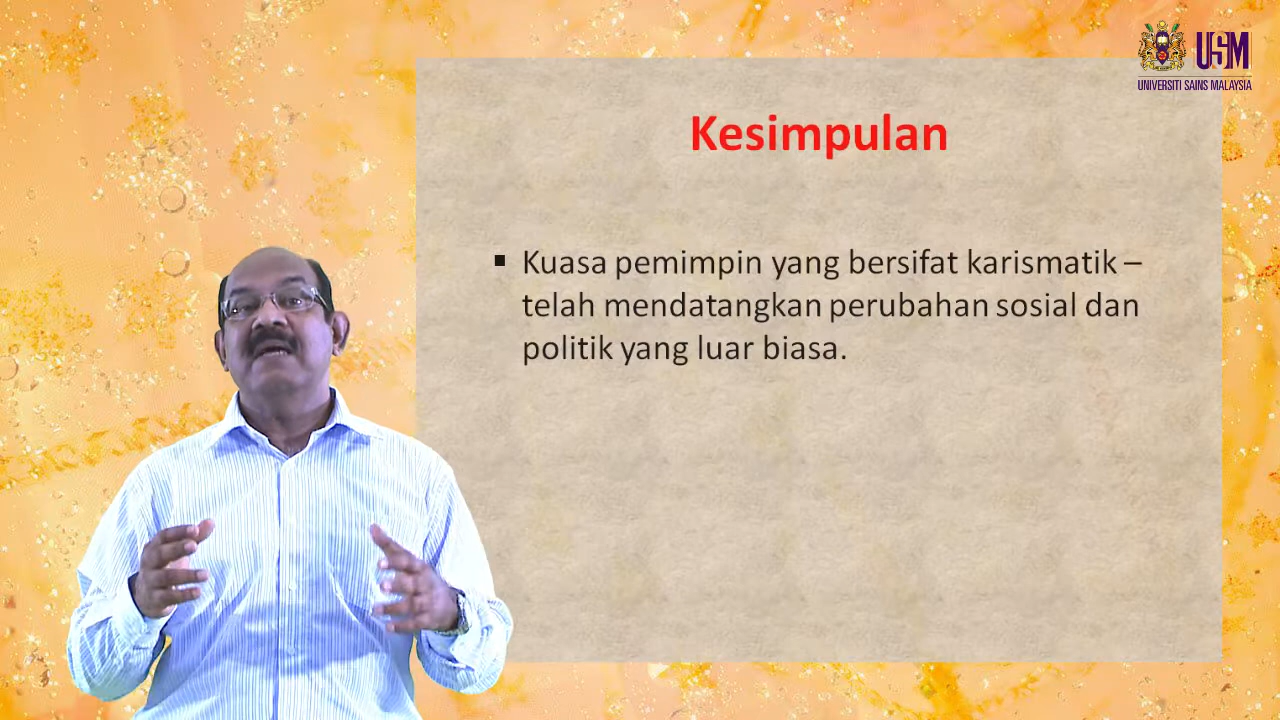 USM
UNIVERSITI SAINS MALAYSIA
Kesimpulan
▪ Kuasa pemimpin yang bersifat karismatik –
telah mendatangkan perubahan sosial dan
politik yang luar biasa.